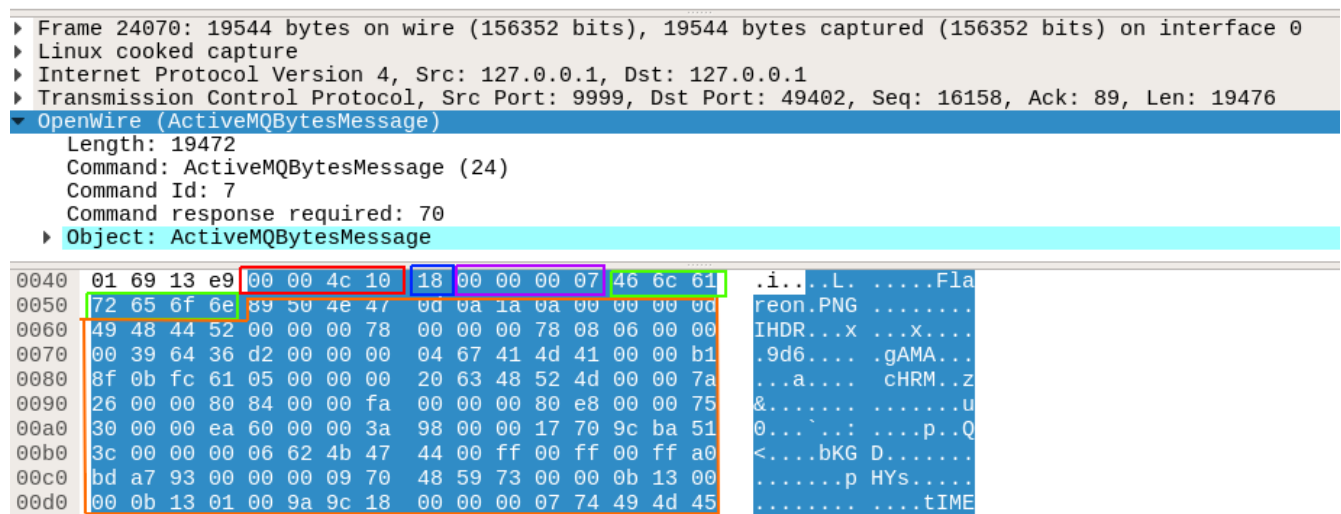 Frame 24070: 19544 bytes on wire (156352 bits), 19544 bytes captured (156352 bits) on interface 0
Linux cooked capture
Internet Protocol Version 4, Src: 127.0.0.1, Dst: 127.0.0.1
Transmission Control Protocol, Src Port: 9999, Dst Port: 49402, Seq: 16158, Ack: 89, Len: 19476
OpenWire (ActiveMQBytesMessage)
Length: 19472
Command: ActiveMQBytesMessage (24)
Command Id: 7
Command response required: 70
Object: ActiveMQBytesMessage
0040 01 69 13 e9 00 00 4c 10 18 00 00 00 07 46 6c 61 .i....L. .....Fla
0050 72 65 6f 6e 89 50 4e 47 0d 0a 1a 0a 00 00 00 0d reon.PNG ........
0060 49 48 44 52 00 00 00 78 00 00 00 78 08 06 00 00 IHDR...x ...x....
0070 00 39 64 36 d2 00 00 00 04 67 41 4d 41 00 00 b1 .9d6.... .gAMA...
0080 8f 0b fc 61 05 00 00 00 20 63 48 52 4d 00 00 7a ...a.... cHRM..z
0090 26 00 00 80 84 00 00 fa 00 00 00 80 e8 00 00 75 &....... .......u
00a0 30 00 00 ea 60 00 00 3a 98 00 00 17 70 9c ba 51 0...`..: ....p..Q
00b0 3c 00 00 00 06 62 4b 47 44 00 ff 00 ff 00 ff a0 <....bKG D.......
00c0 bd a7 93 00 00 00 09 70 48 59 73 00 00 0b 13 00 .......p HYs.....
00d0 00 0b 13 01 00 9a 9c 18 00 00 00 07 74 49 4d 45 ........ ....tIME